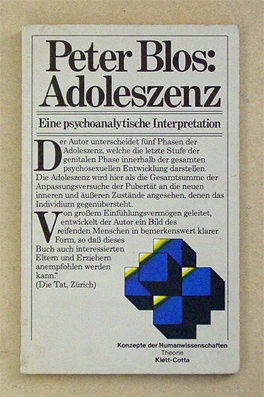 Peter Blos:
Adoleszenz
Eine psychoanalytische Interpretation
Der Autor unterscheidet fünf Phasen der
Adoleszenz, welche die letzte Stufe der
genitalen Phase innerhalb der gesamten
psychosexuellen Entwicklung darstellen.
Die Adoleszenz wird hier als die Gesamtsumme der
Anpassungsversuche der Pubertät an die neuen
inneren und äußeren Zustände angesehen, denen das
Individium gegenübersteht.
Von großem Einfühlungsvermögen geleitet,
entwickelt der Autor ein Bild des
reifenden Menschen in bemerkenswert klarer
Form, so daß dieses
Buch auch interessierten
Eltern und Erziehern
anempfohlen werden
kann."
(Die Tat, Zürich)
Konzepte der Humanwissenschaften
Theorie
Klett-Cotta